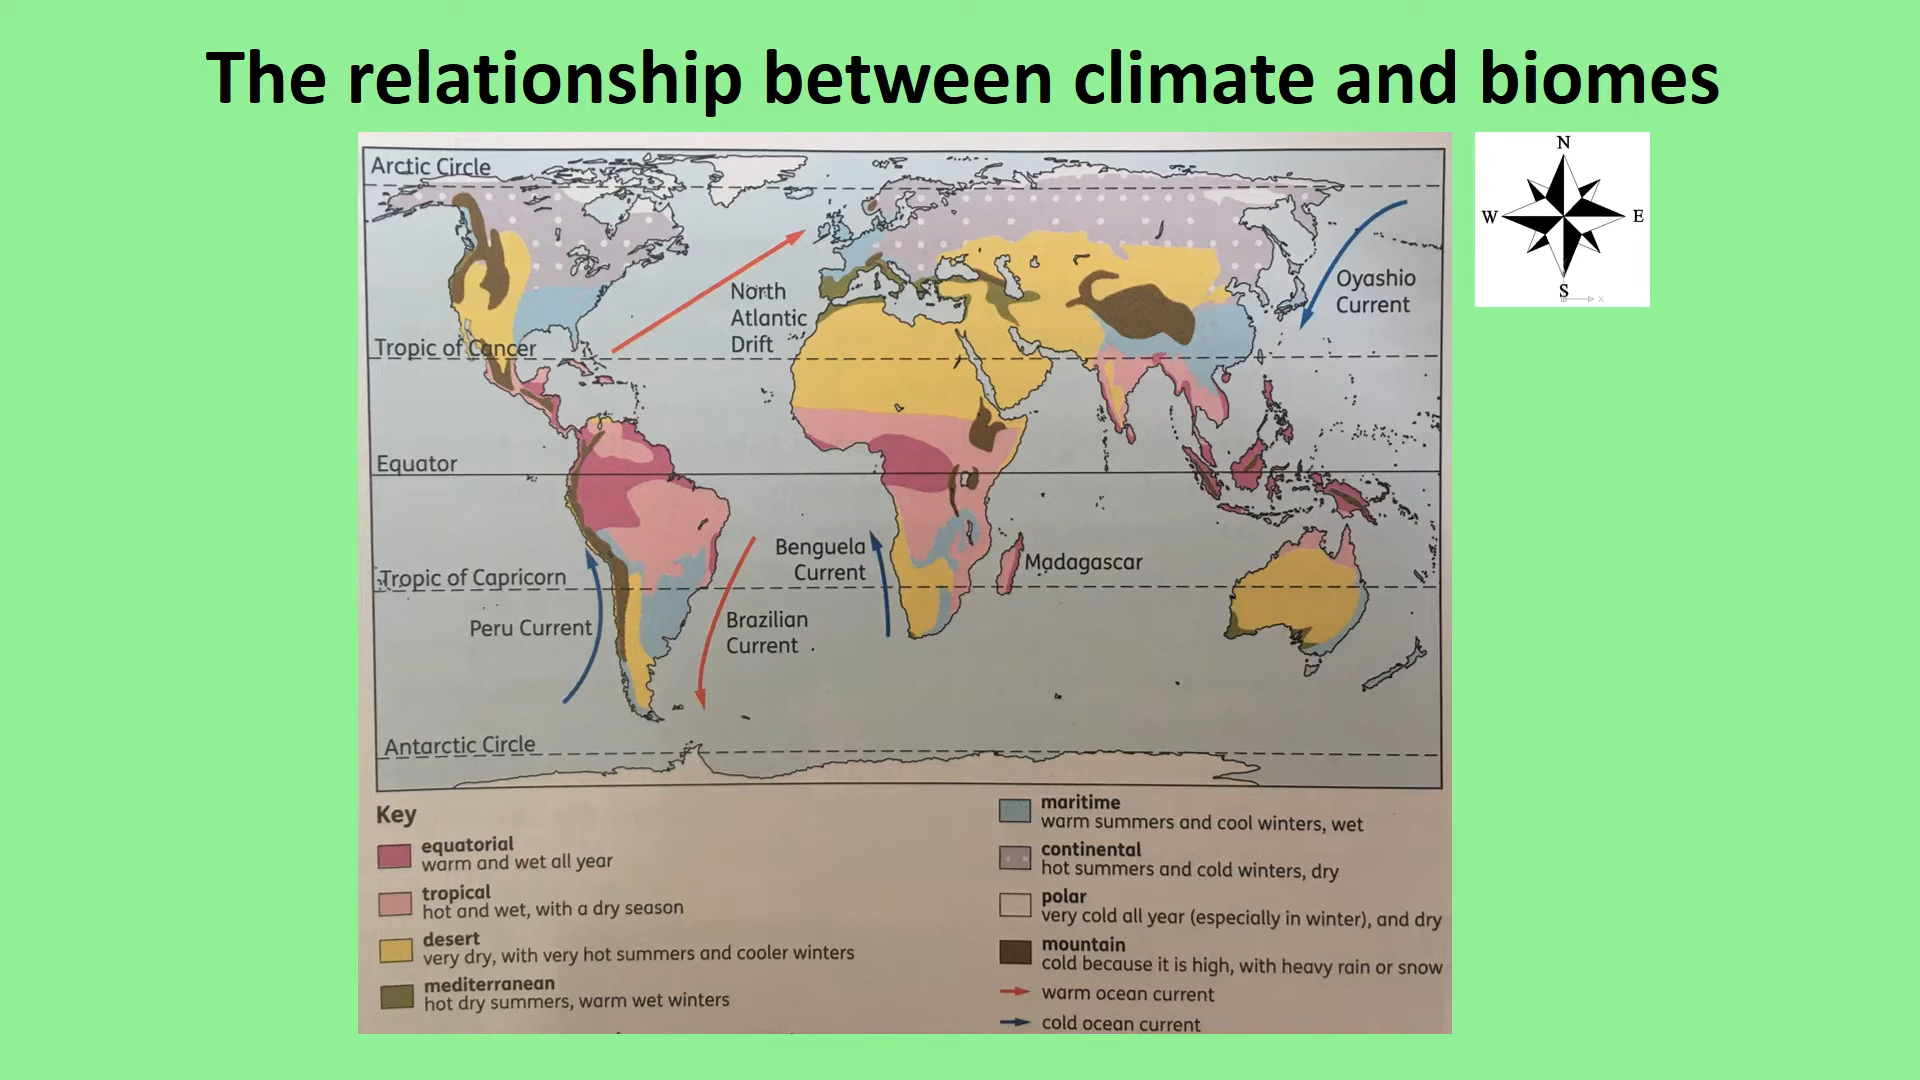 The relationship between climate and biomes
N
W
E
S
x
Arctic Circle
North
Atlantic
Drift
Oyashio
Current
Tropic of Cancer
Equator
Benguela
Current
Madagascar
Tropic of Capricorn
Peru Current
Brazilian
Current
Antarctic Circle
Key
equatorial
warm and wet all year
tropical
hot and wet, with a dry season
desert
very dry, with very hot summers and cooler winters
mediterranean
hot dry summers, warm wet winters
maritime
warm summers and cool winters, wet
continental
hot summers and cold winters, dry
polar
very cold all year (especially in winter), and dry
mountain
cold because it is high, with heavy rain or snow
warm ocean current
cold ocean current